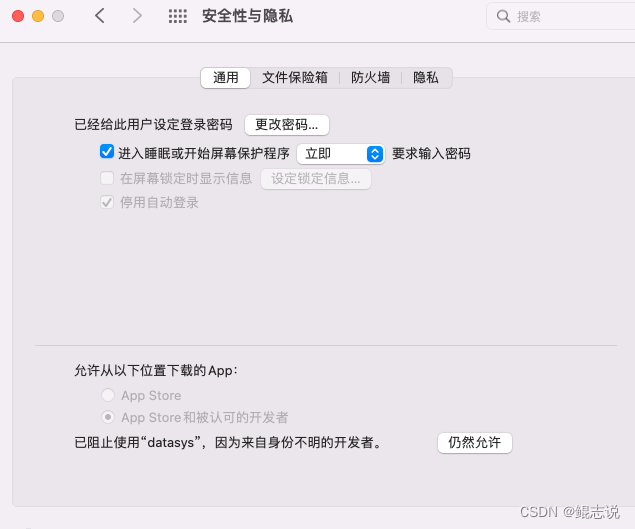 安全性与隐私
搜索
通用 文件保险箱 防火墙 隐私
已经给此用户设定登录密码 更改密码...
进入睡眠或开始屏幕保护程序 立即 要求输入密码
在屏幕锁定时显示信息 设定锁定信息...
停用自动登录
允许从以下位置下载的App：
App Store
App Store和被认可的开发者
已阻止使用“datasys”，因为来自身份不明的开发者。 仍然允许
CSDN @鲲志说